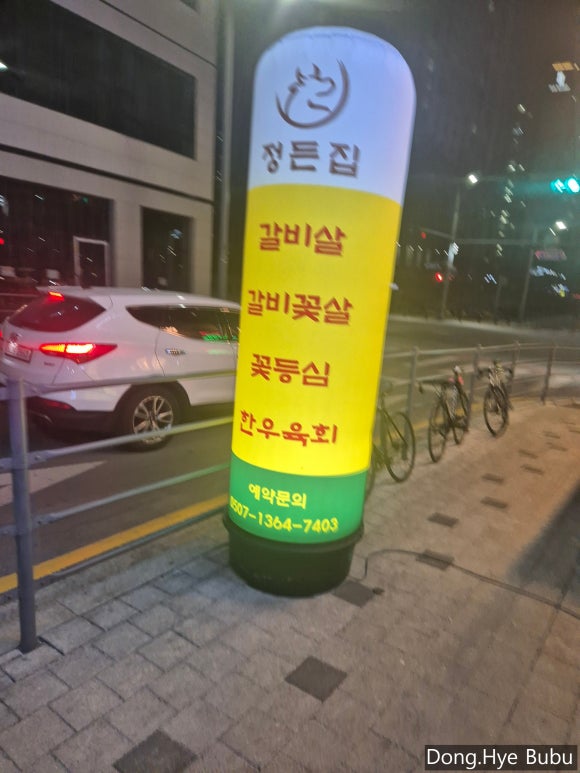 정든집
갈비살
갈비꽃살
꽃등심
한우육회
예약문의
0507-1364-7403
Dong.Hye Bubu